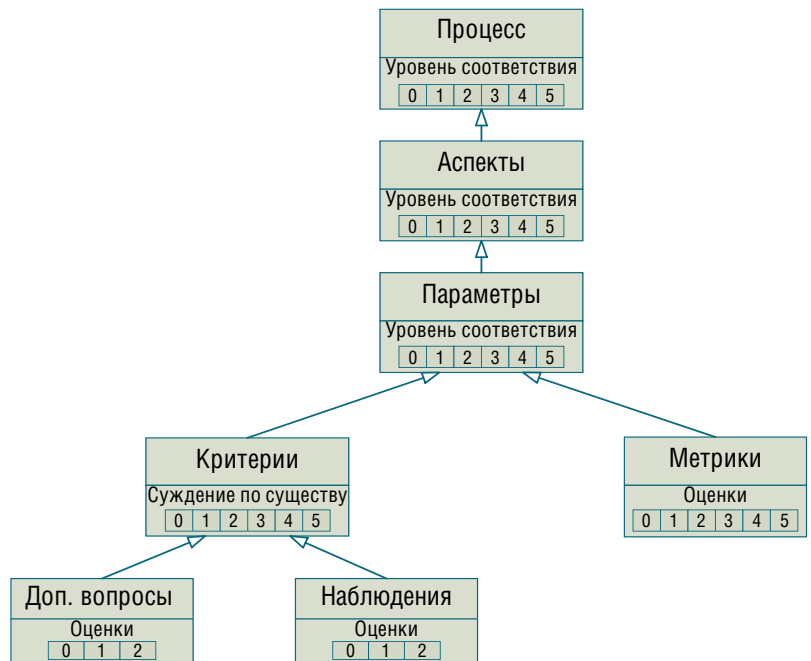 Процесс
Уровень соответствия
0 1 2 3 4 5
Аспекты
Уровень соответствия
0 1 2 3 4 5
Параметры
Уровень соответствия
0 1 2 3 4 5
Критерии
Суждение по существу
0 1 2 3 4 5
Метрики
Оценки
0 1 2 3 4 5
Доп. вопросы
Оценки
0 1 2
Наблюдения
Оценки
0 1 2